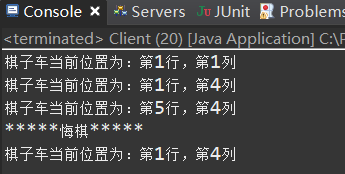 Console Servers JUnit Problems
<terminated> Client (20) [Java Application] C:\P
棋子车当前位置为：第1行，第1列
棋子车当前位置为：第1行，第4列
棋子车当前位置为：第5行，第4列
*****悔棋*****
棋子车当前位置为：第1行，第4列